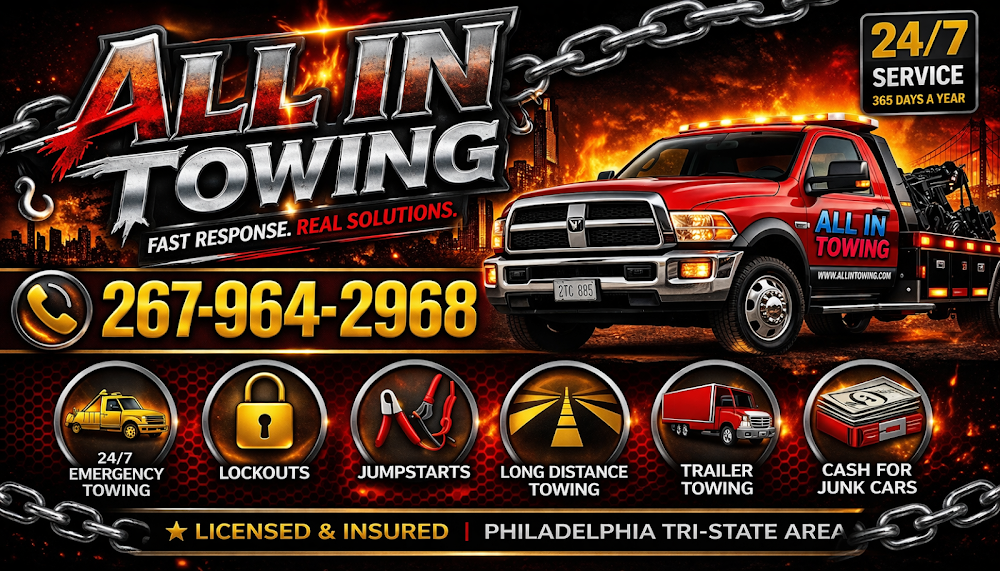 ALL IN
TOWING
FAST RESPONSE. REAL SOLUTIONS.
24/7
SERVICE
365 DAYS A YEAR
ALL IN
TOWING
WWW.ALLINTOWING.COM
2TC 885
267-964-2968
24/7
EMERGENCY
TOWING
LOCKOUTS
JUMPSTARTS
LONG DISTANCE
TOWING
TRAILER
TOWING
CASH FOR
JUNK CARS
LICENSED & INSURED | PHILADELPHIA TRI-STATE AREA